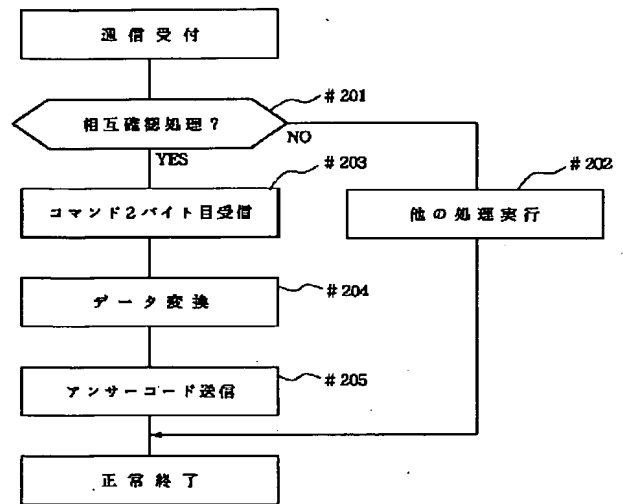 通信受付
#201
相互確認処理?
NO
YES
#203
#202
コマンド2バイト目受信
他の処理実行
#204
データ変換
#205
アンサーコード送信
正常終了